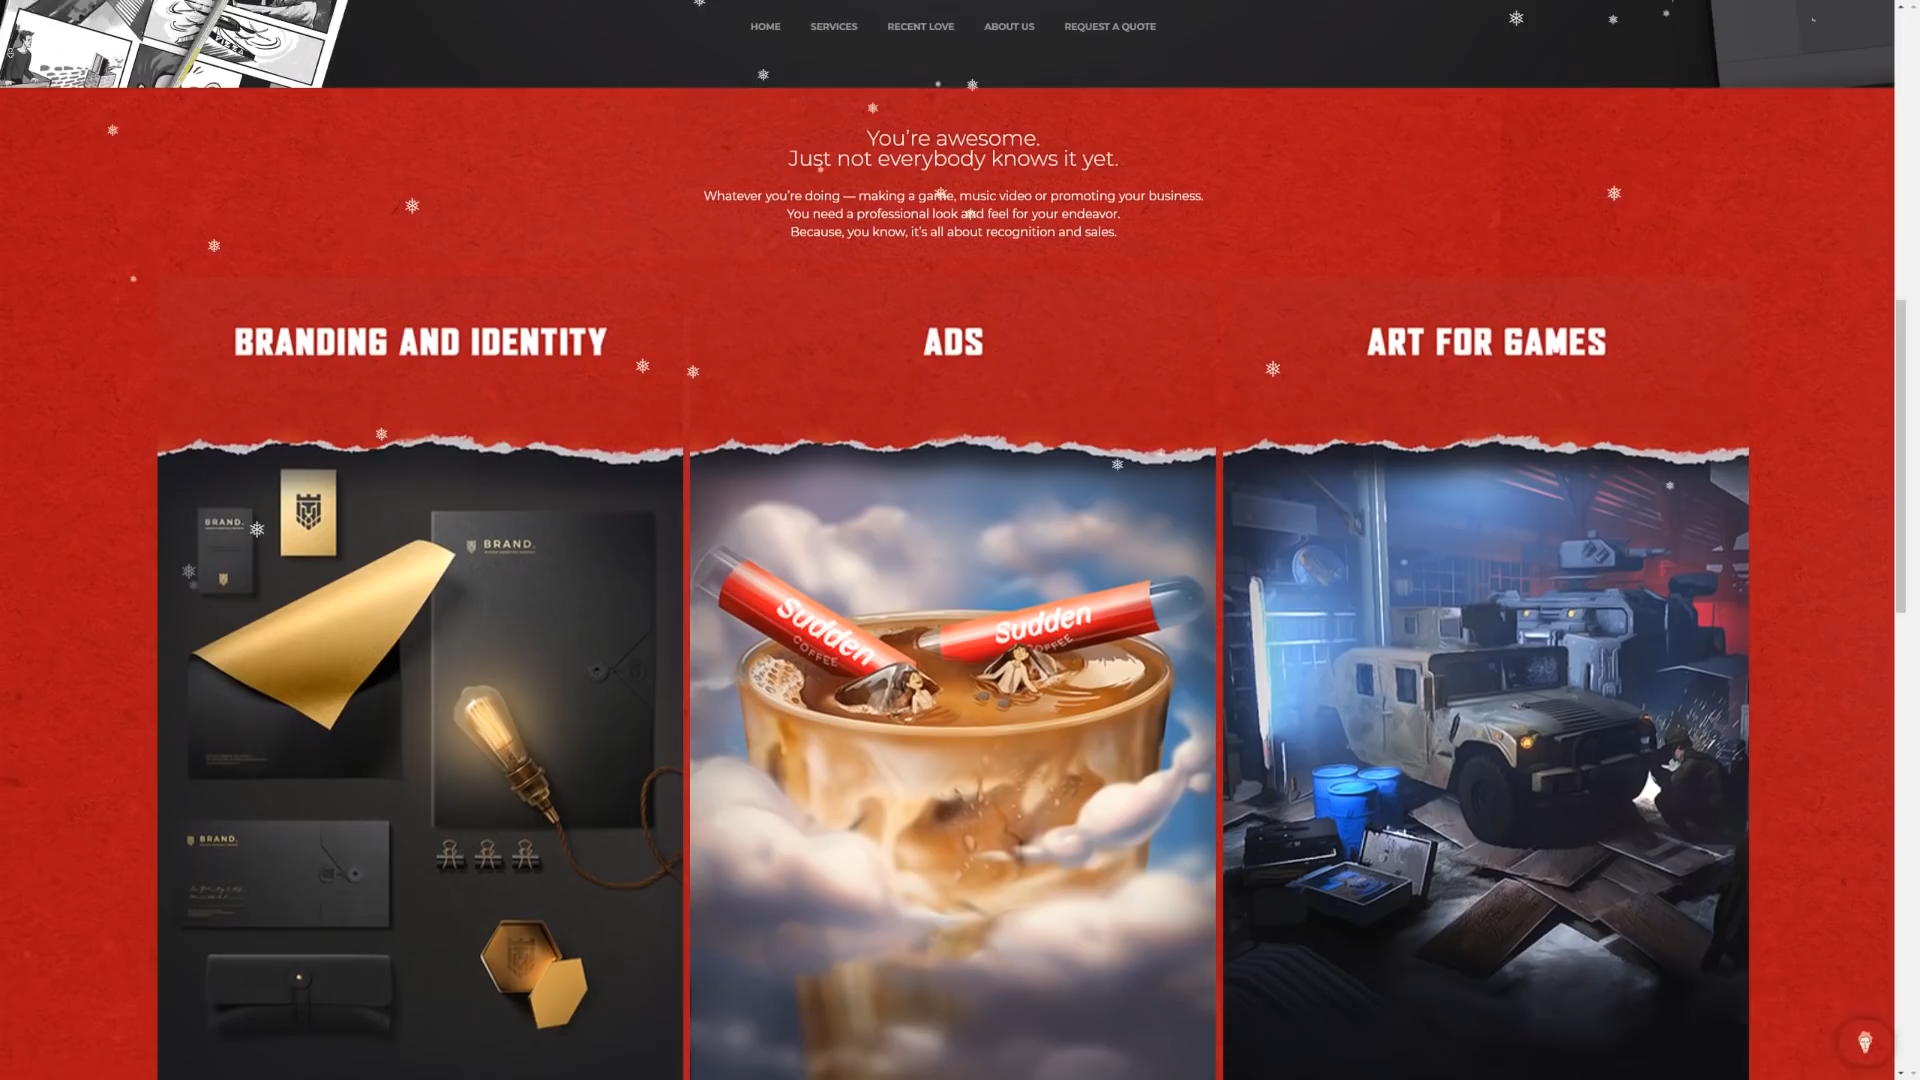 HOME SERVICES RECENT LOVE ABOUT US REQUEST A QUOTE
PIZZA
You're awesome.
Just not everybody knows it yet.
Whatever you're doing — making a game, music video or promoting your business.
You need a professional look and feel for your endeavor.
Because, you know, it's all about recognition and sales.
BRANDING AND IDENTITY
ADS
ART FOR GAMES
BRAND.
BRAND.
Sudden
COFFEE
Sudden
COFFEE
BRAND.